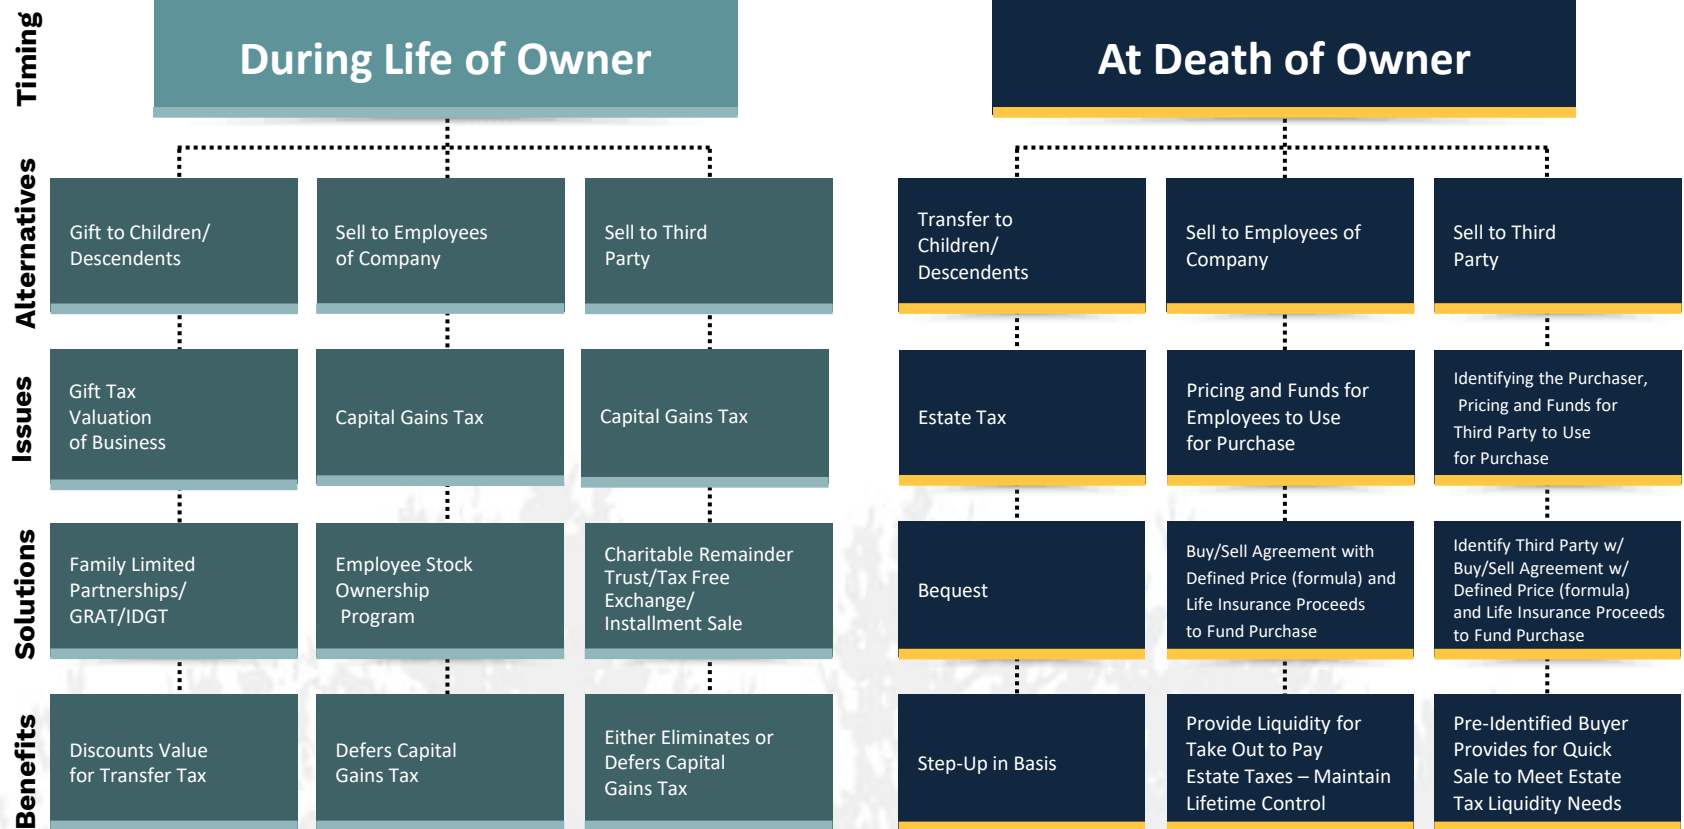 Timing
During Life of Owner
At Death of Owner
Alternatives
Gift to Children/
Descendents
Sell to Employees
of Company
Sell to Third
Party
Transfer to
Children/
Descendents
Sell to Employees of
Company
Sell to Third
Party
Issues
Gift Tax
Valuation
of Business
Capital Gains Tax
Capital Gains Tax
Estate Tax
Pricing and Funds for
Employees to Use
for Purchase
Identifying the Purchaser,
Pricing and Funds for
Third Party to Use
for Purchase
Solutions
Family Limited
Partnerships/
GRAT/IDGT
Employee Stock
Ownership
Program
Charitable Remainder
Trust/Tax Free
Exchange/
Installment Sale
Bequest
Buy/Sell Agreement with
Defined Price (formula) and
Life Insurance Proceeds
to Fund Purchase
Identify Third Party w/
Buy/Sell Agreement w/
Defined Price (formula)
and Life Insurance Proceeds
to Fund Purchase
Benefits
Discounts Value
for Transfer Tax
Defers Capital
Gains Tax
Either Eliminates or
Defers Capital
Gains Tax
Step-Up in Basis
Provide Liquidity for
Take Out to Pay
Estate Taxes – Maintain
Lifetime Control
Pre-Identified Buyer
Provides for Quick
Sale to Meet Estate
Tax Liquidity Needs